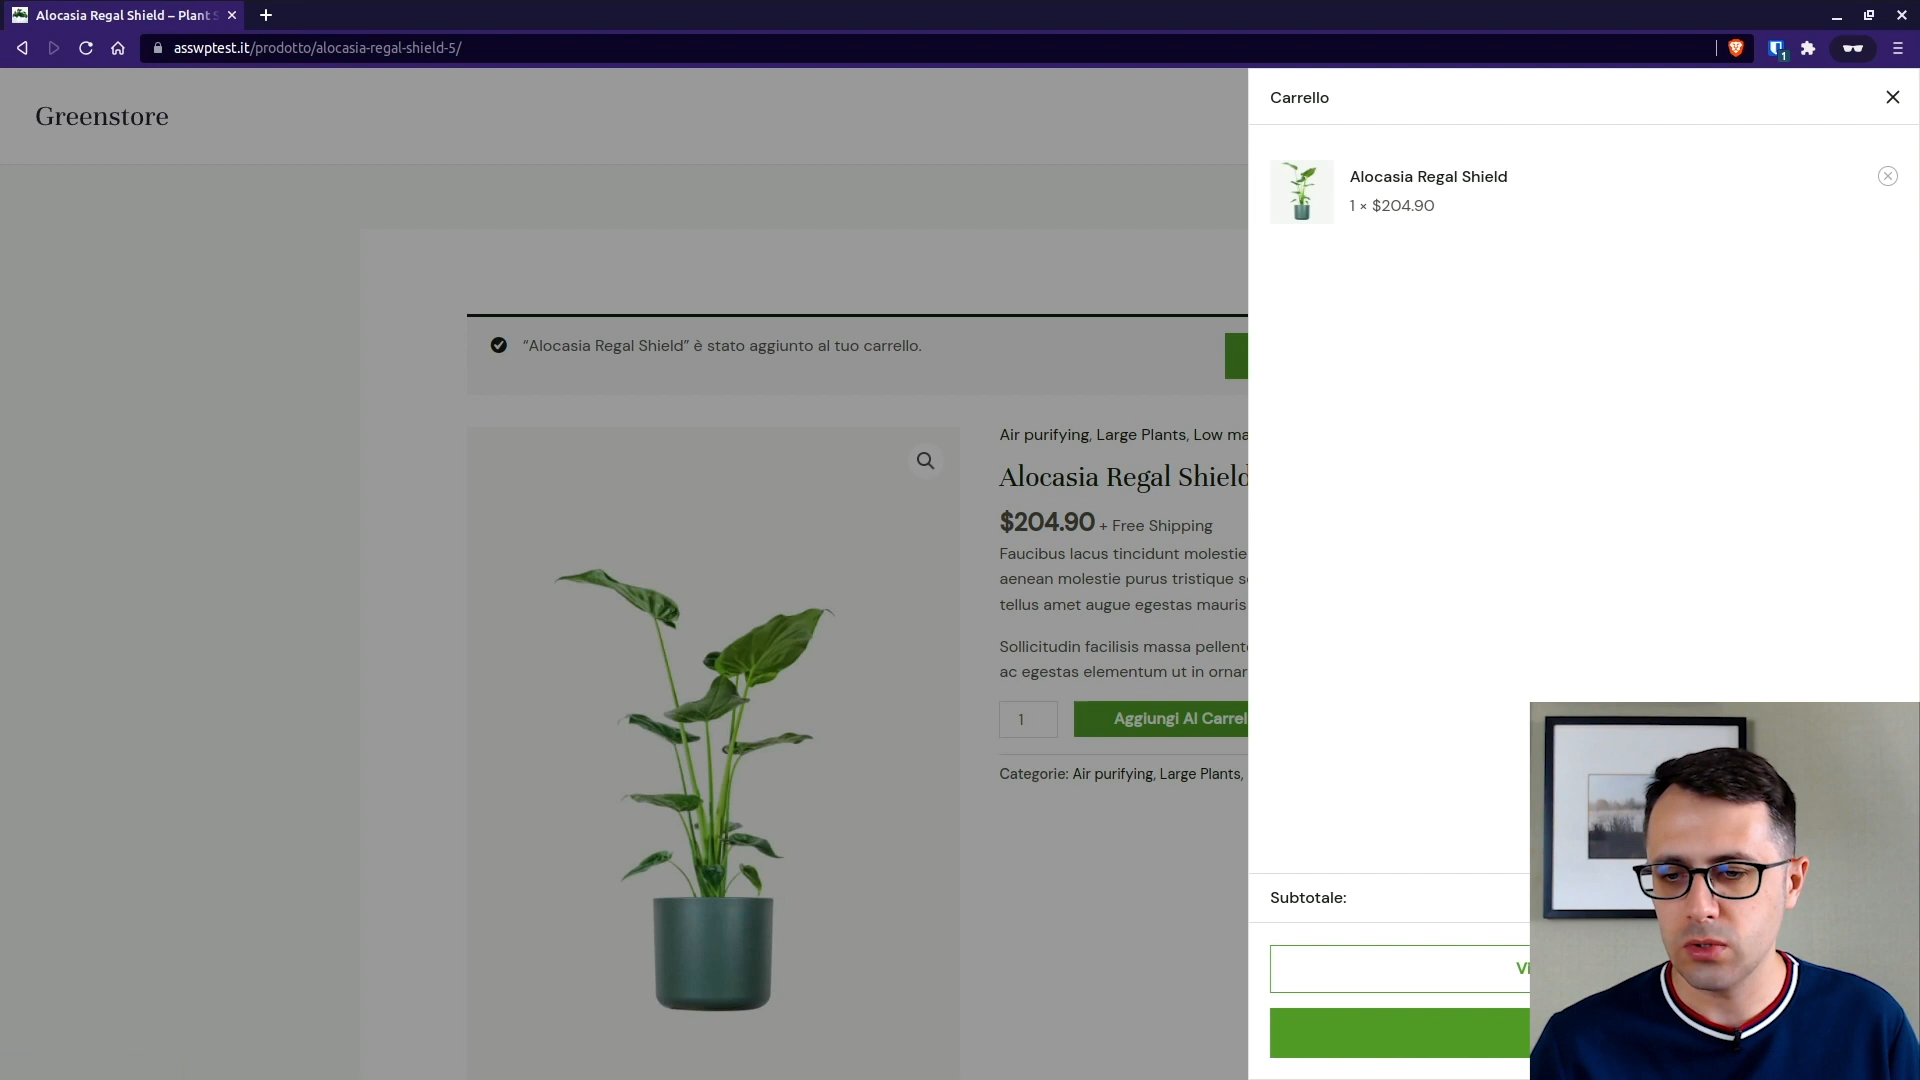 Alocasia Regal Shield – Plant S
asswptest.it/prodotto/alocasia-regal-shield-5/
1
Greenstore
“Alocasia Regal Shield” è stato aggiunto al tuo carrello.
Air purifying, Large Plants, Low ma
Alocasia Regal Shield
$204.90 + Free Shipping
Faucibus lacus tincidunt molestie
aenean molestie purus tristique s
tellus amet augue egestas mauris
Sollicitudin facilisis massa pellent
ac egestas elementum ut in ornar
1
Aggiungi Al Carrel
Categorie: Air purifying, Large Plants,
Carrello
Alocasia Regal Shield
1 × $204.90
Subtotale:
Vi